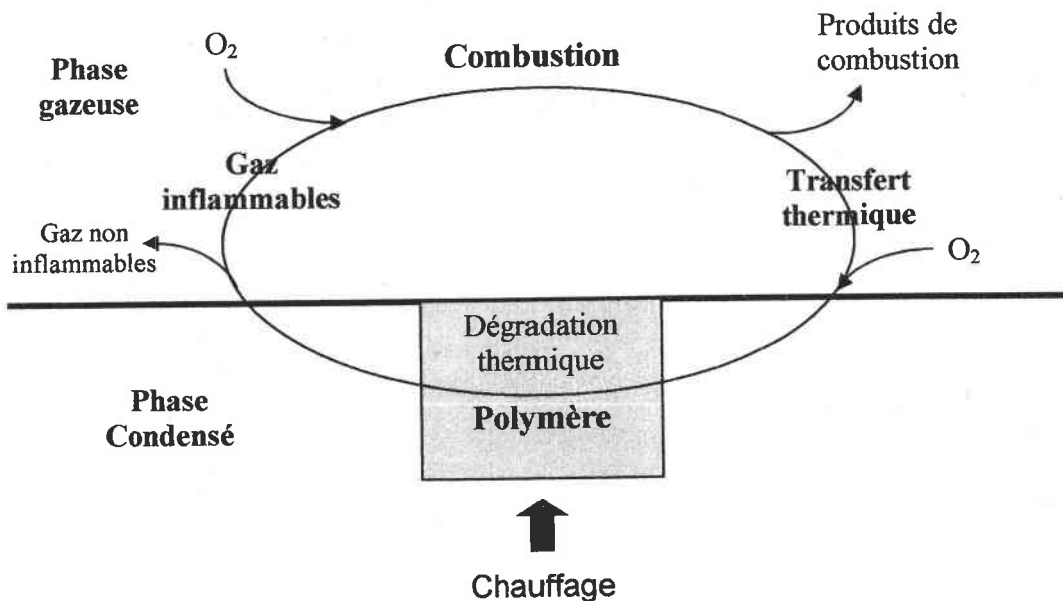 O2
Combustion
Produits de
combustion
Phase
gazeuse
Gaz
inflammables
Transfert
thermique
Gaz non
inflammables
O2
Dégradation
thermique
Polymère
Phase
Condensé
Chauffage